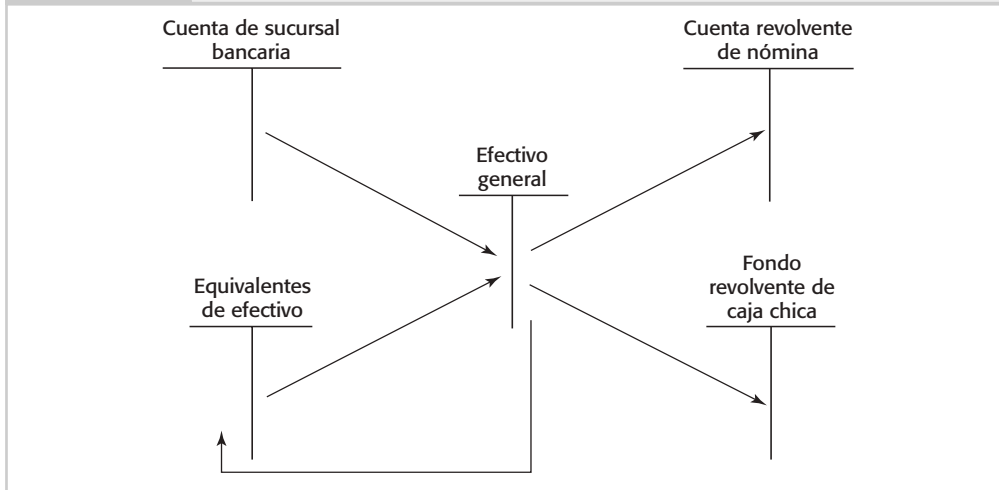 Cuenta de sucursal
bancaria
Cuenta revolvente
de nómina
Efectivo
general
Equivalentes
de efectivo
Fondo
revolvente de
caja chica